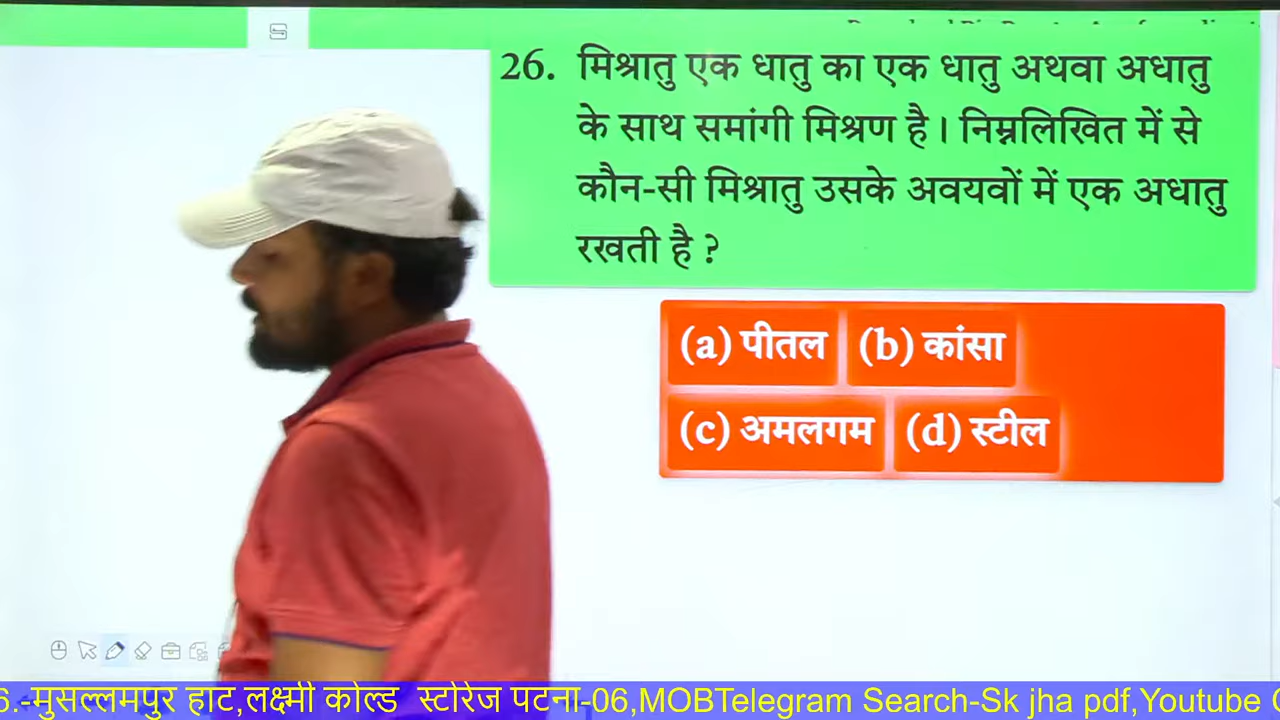 26. मिश्रातु एक धातु का एक धातु अथवा अधातु
के साथ समांगी मिश्रण है। निम्नलिखित में से
कौन-सी मिश्रातु उसके अवयवों में एक अधातु
रखती है ?
(a) पीतल (b) कांसा
(c) अमलगम (d) स्टील
6.-मुसल्लमपुर हाट,लक्ष्मी कोल्ड स्टोरेज पटना-06,MOBTelegram Search-Sk jha pdf,Youtube